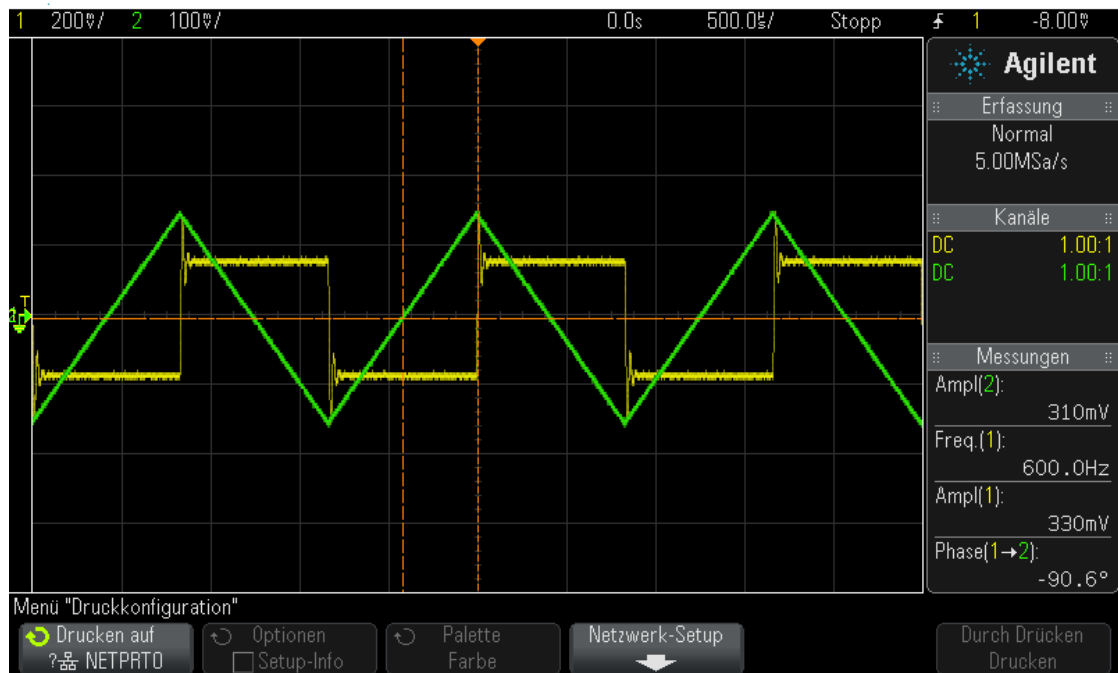 1 200mV/ 2 100mV/ 0.0s 500.0µs/ Stopp 1 -8.00V
Agilent
Erfassung
Normal
5.00MSa/s
Kanäle
DC 1.00:1
DC 1.00:1
T
Messungen
Ampl(2):
310mV
Freq.(1):
600.0Hz
Ampl(1):
330mV
Phase(1→2):
-90.6°
Menü "Druckkonfiguration"
Drucken auf
? NETPRT0
Optionen
Setup-Info
Palette
Farbe
Netzwerk-Setup
Durch Drücken
Drucken